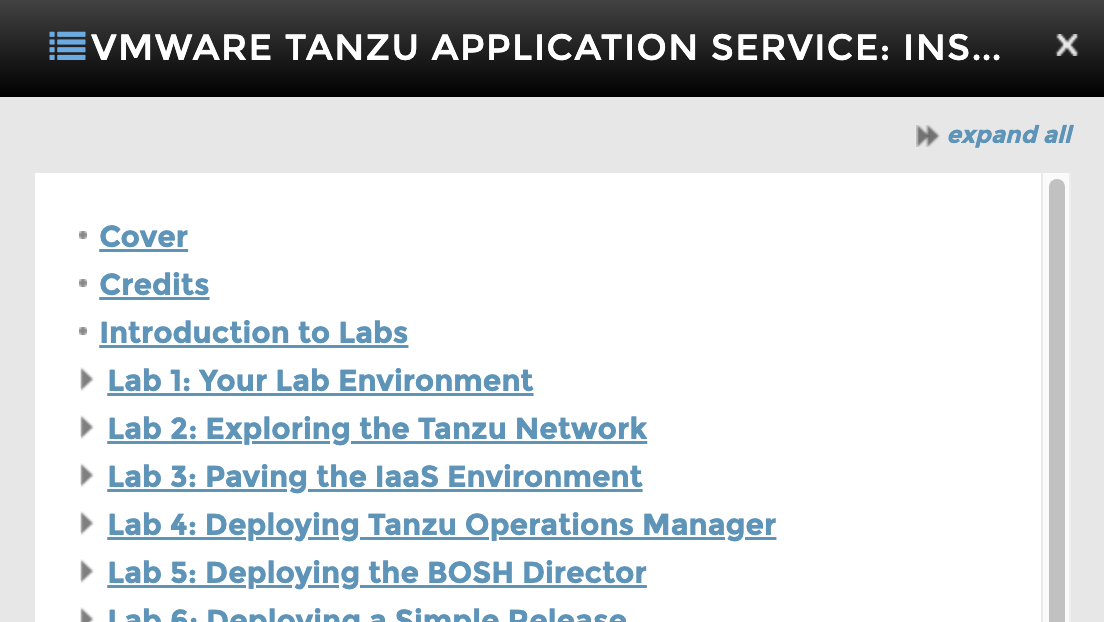 VMWARE TANZU APPLICATION SERVICE: INS...
expand all
Cover
Credits
Introduction to Labs
Lab 1: Your Lab Environment
Lab 2: Exploring the Tanzu Network
Lab 3: Paving the IaaS Environment
Lab 4: Deploying Tanzu Operations Manager
Lab 5: Deploying the BOSH Director
Lab 6: Deploying a Simple Release